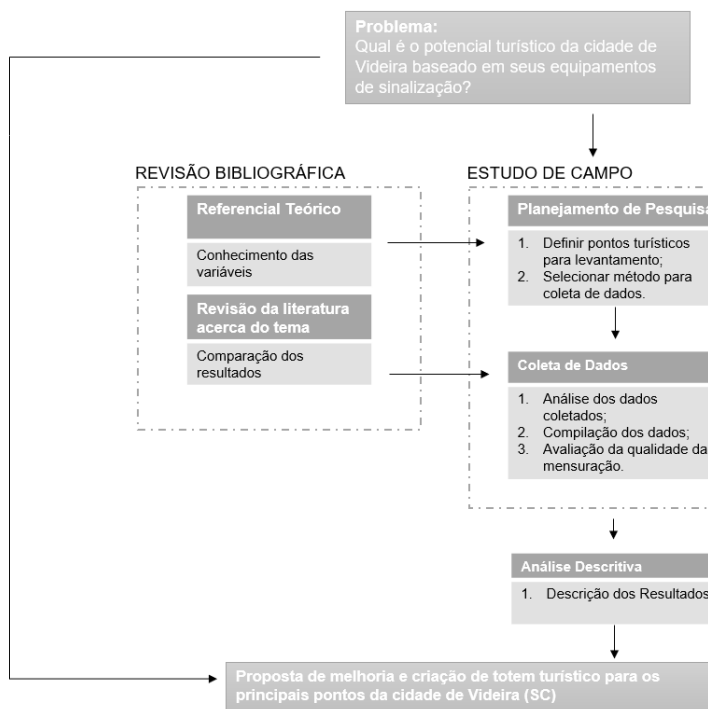 Problema:
Qual é o potencial turístico da cidade de
Videira baseado em seus equipamentos
de sinalização?
REVISÃO BIBLIOGRÁFICA
Referencial Teórico
Conhecimento das
variáveis
Revisão da literatura
acerca do tema
Comparação dos
resultados
ESTUDO DE CAMPO
Planejamento de Pesquisa
1. Definir pontos turísticos
para levantamento;
2. Selecionar método para
coleta de dados.
Coleta de Dados
1. Análise dos dados
coletados;
2. Compilação dos dados;
3. Avaliação da qualidade da
mensuração.
Análise Descritiva
1. Descrição dos Resultados
Proposta de melhoria e criação de totem turístico para os
principais pontos da cidade de Videira (SC)